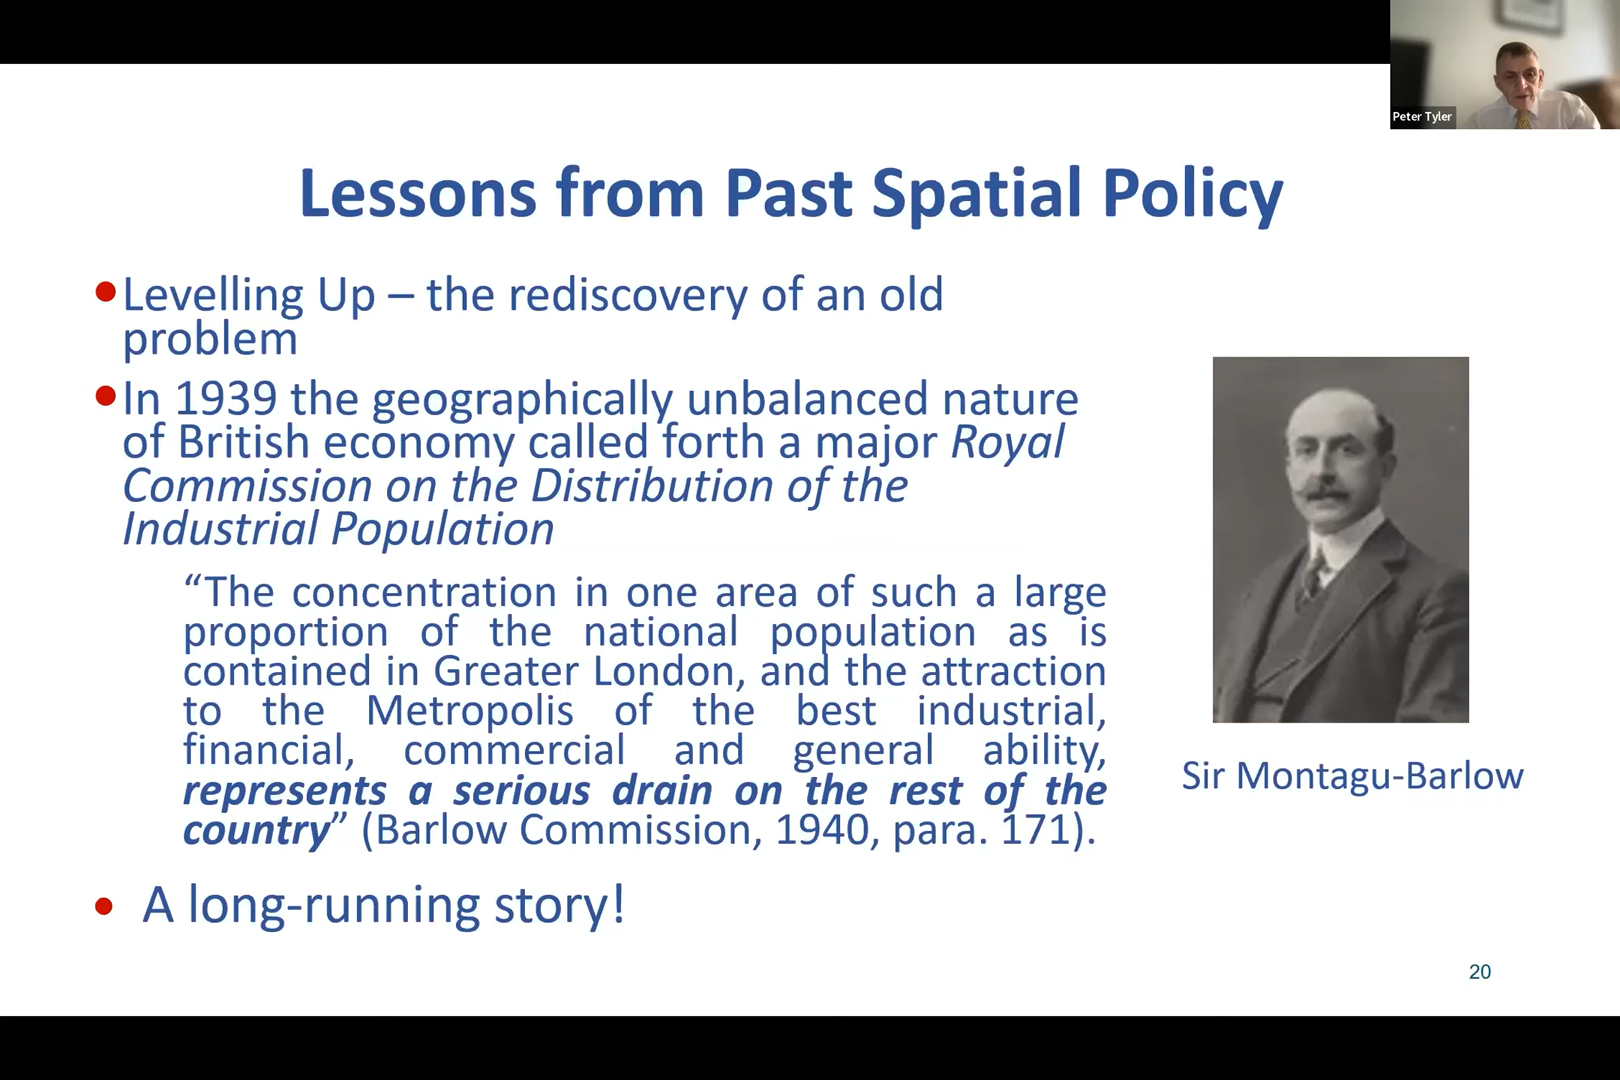 Peter Tyler
Lessons from Past Spatial Policy
•Levelling Up – the rediscovery of an old
problem
•In 1939 the geographically unbalanced nature
of British economy called forth a major Royal
Commission on the Distribution of the
Industrial Population
“The concentration in one area of such a large
proportion of the national population as is
contained in Greater London, and the attraction
to the Metropolis of the best industrial,
financial, commercial and general ability,
represents a serious drain on the rest of the
country” (Barlow Commission, 1940, para. 171).
• A long-running story!
Sir Montagu-Barlow
20